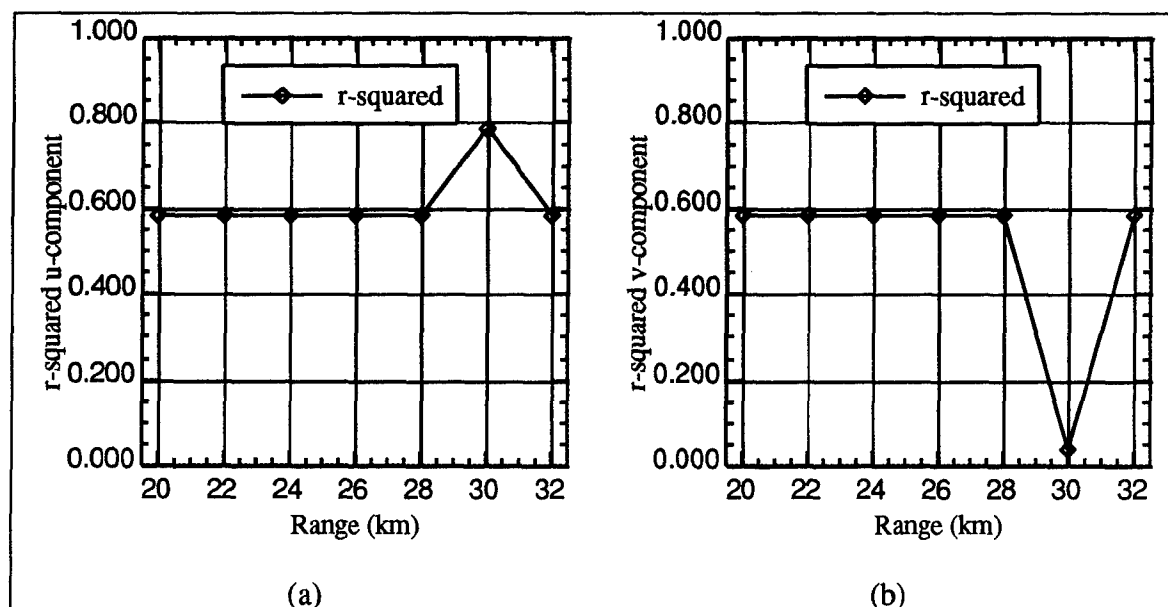 1.000
0.800
0.600
0.400
0.200
0.000
r-squared u-component
r-squared
20 22 24 26 28 30 32
Range (km)
(a)
1.000
0.800
0.600
0.400
0.200
0.000
r-squared v-component
r-squared
20 22 24 26 28 30 32
Range (km)
(b)